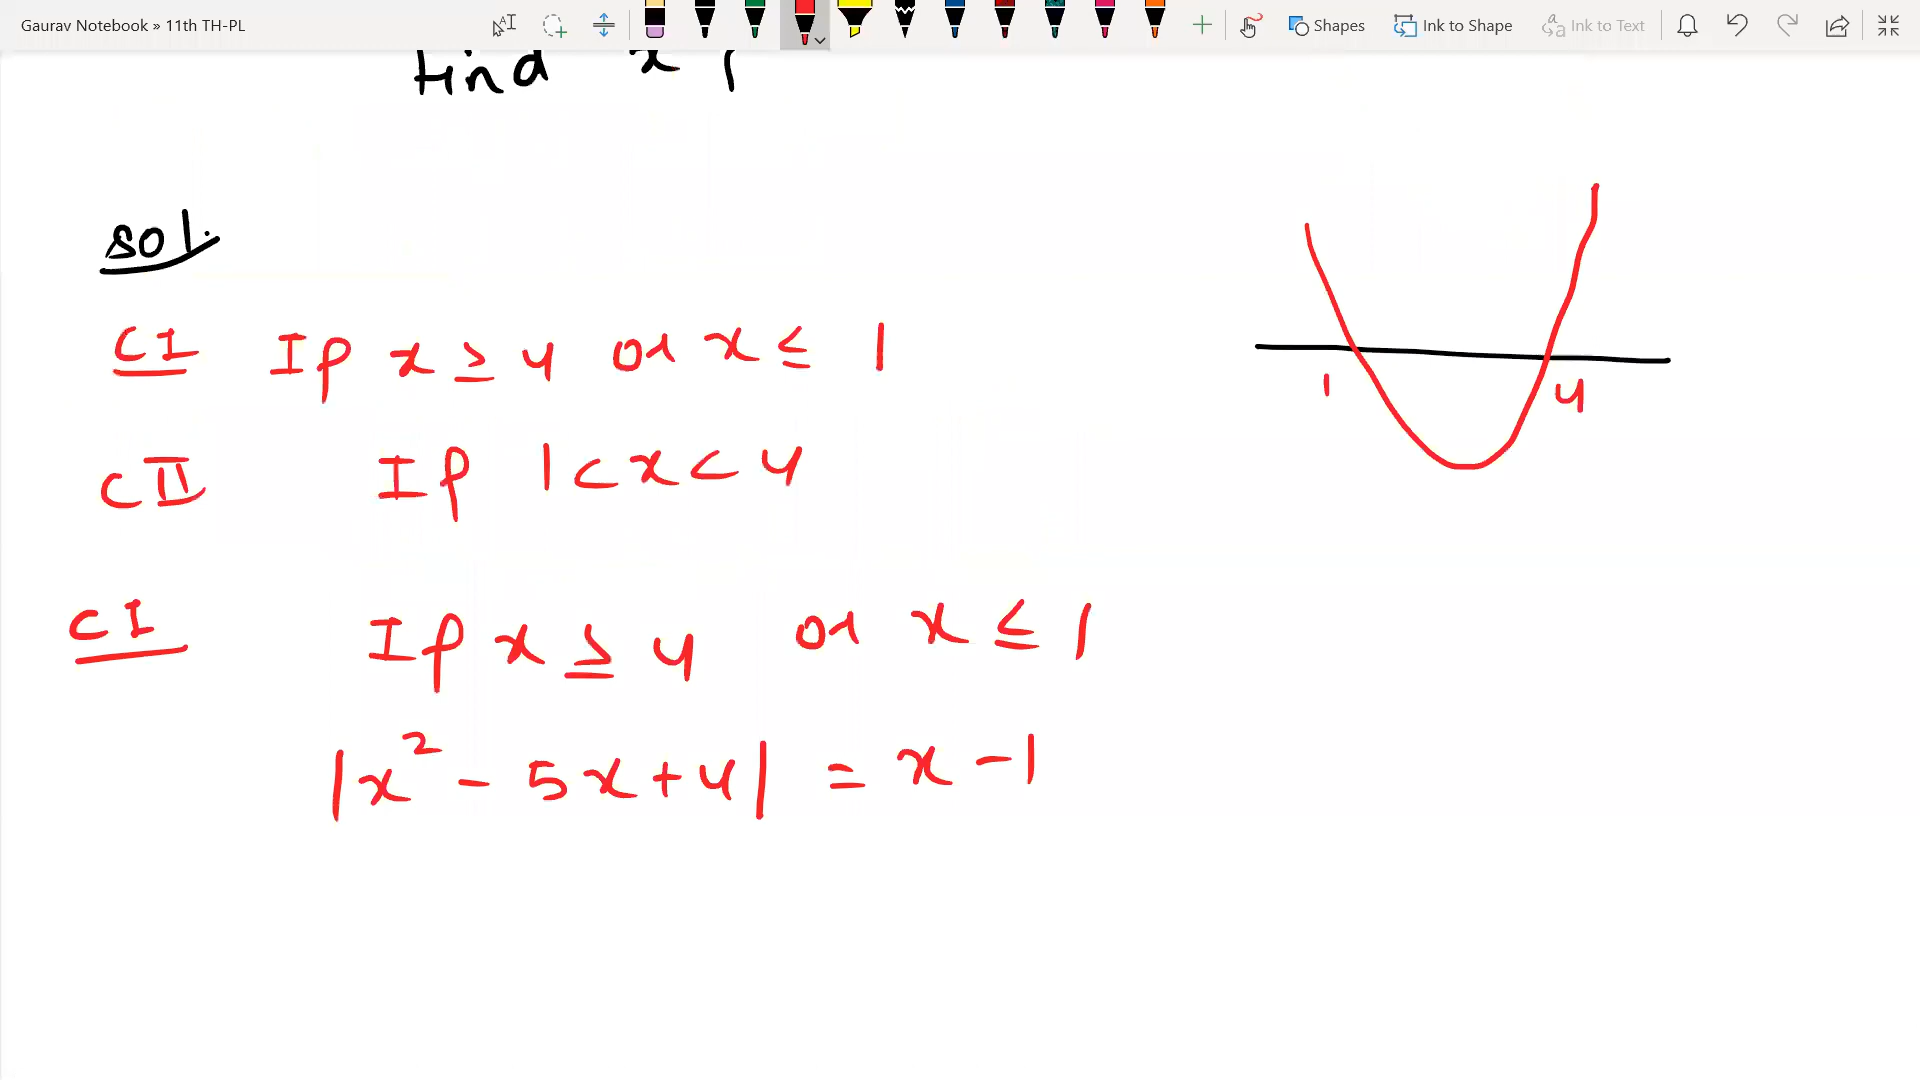 Gaurav Notebook » 11th TH-PL
Shapes
Ink to Shape
Ink to Text
find x
sol.
CI If x ≥ 4 or x ≤ 1
CII If 1 < x < 4
1 4
CI If x ≥ 4 or x ≤ 1
|x² - 5x + 4| = x - 1